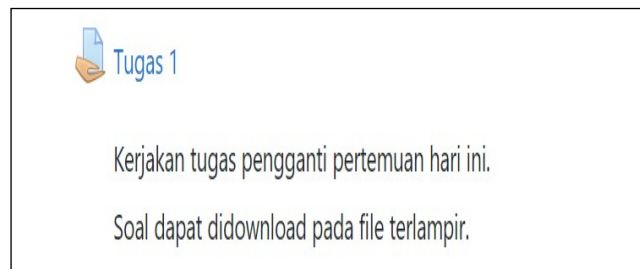 Tugas 1
Kerjakan tugas pengganti pertemuan hari ini.
Soal dapat didownload pada file terlampir.